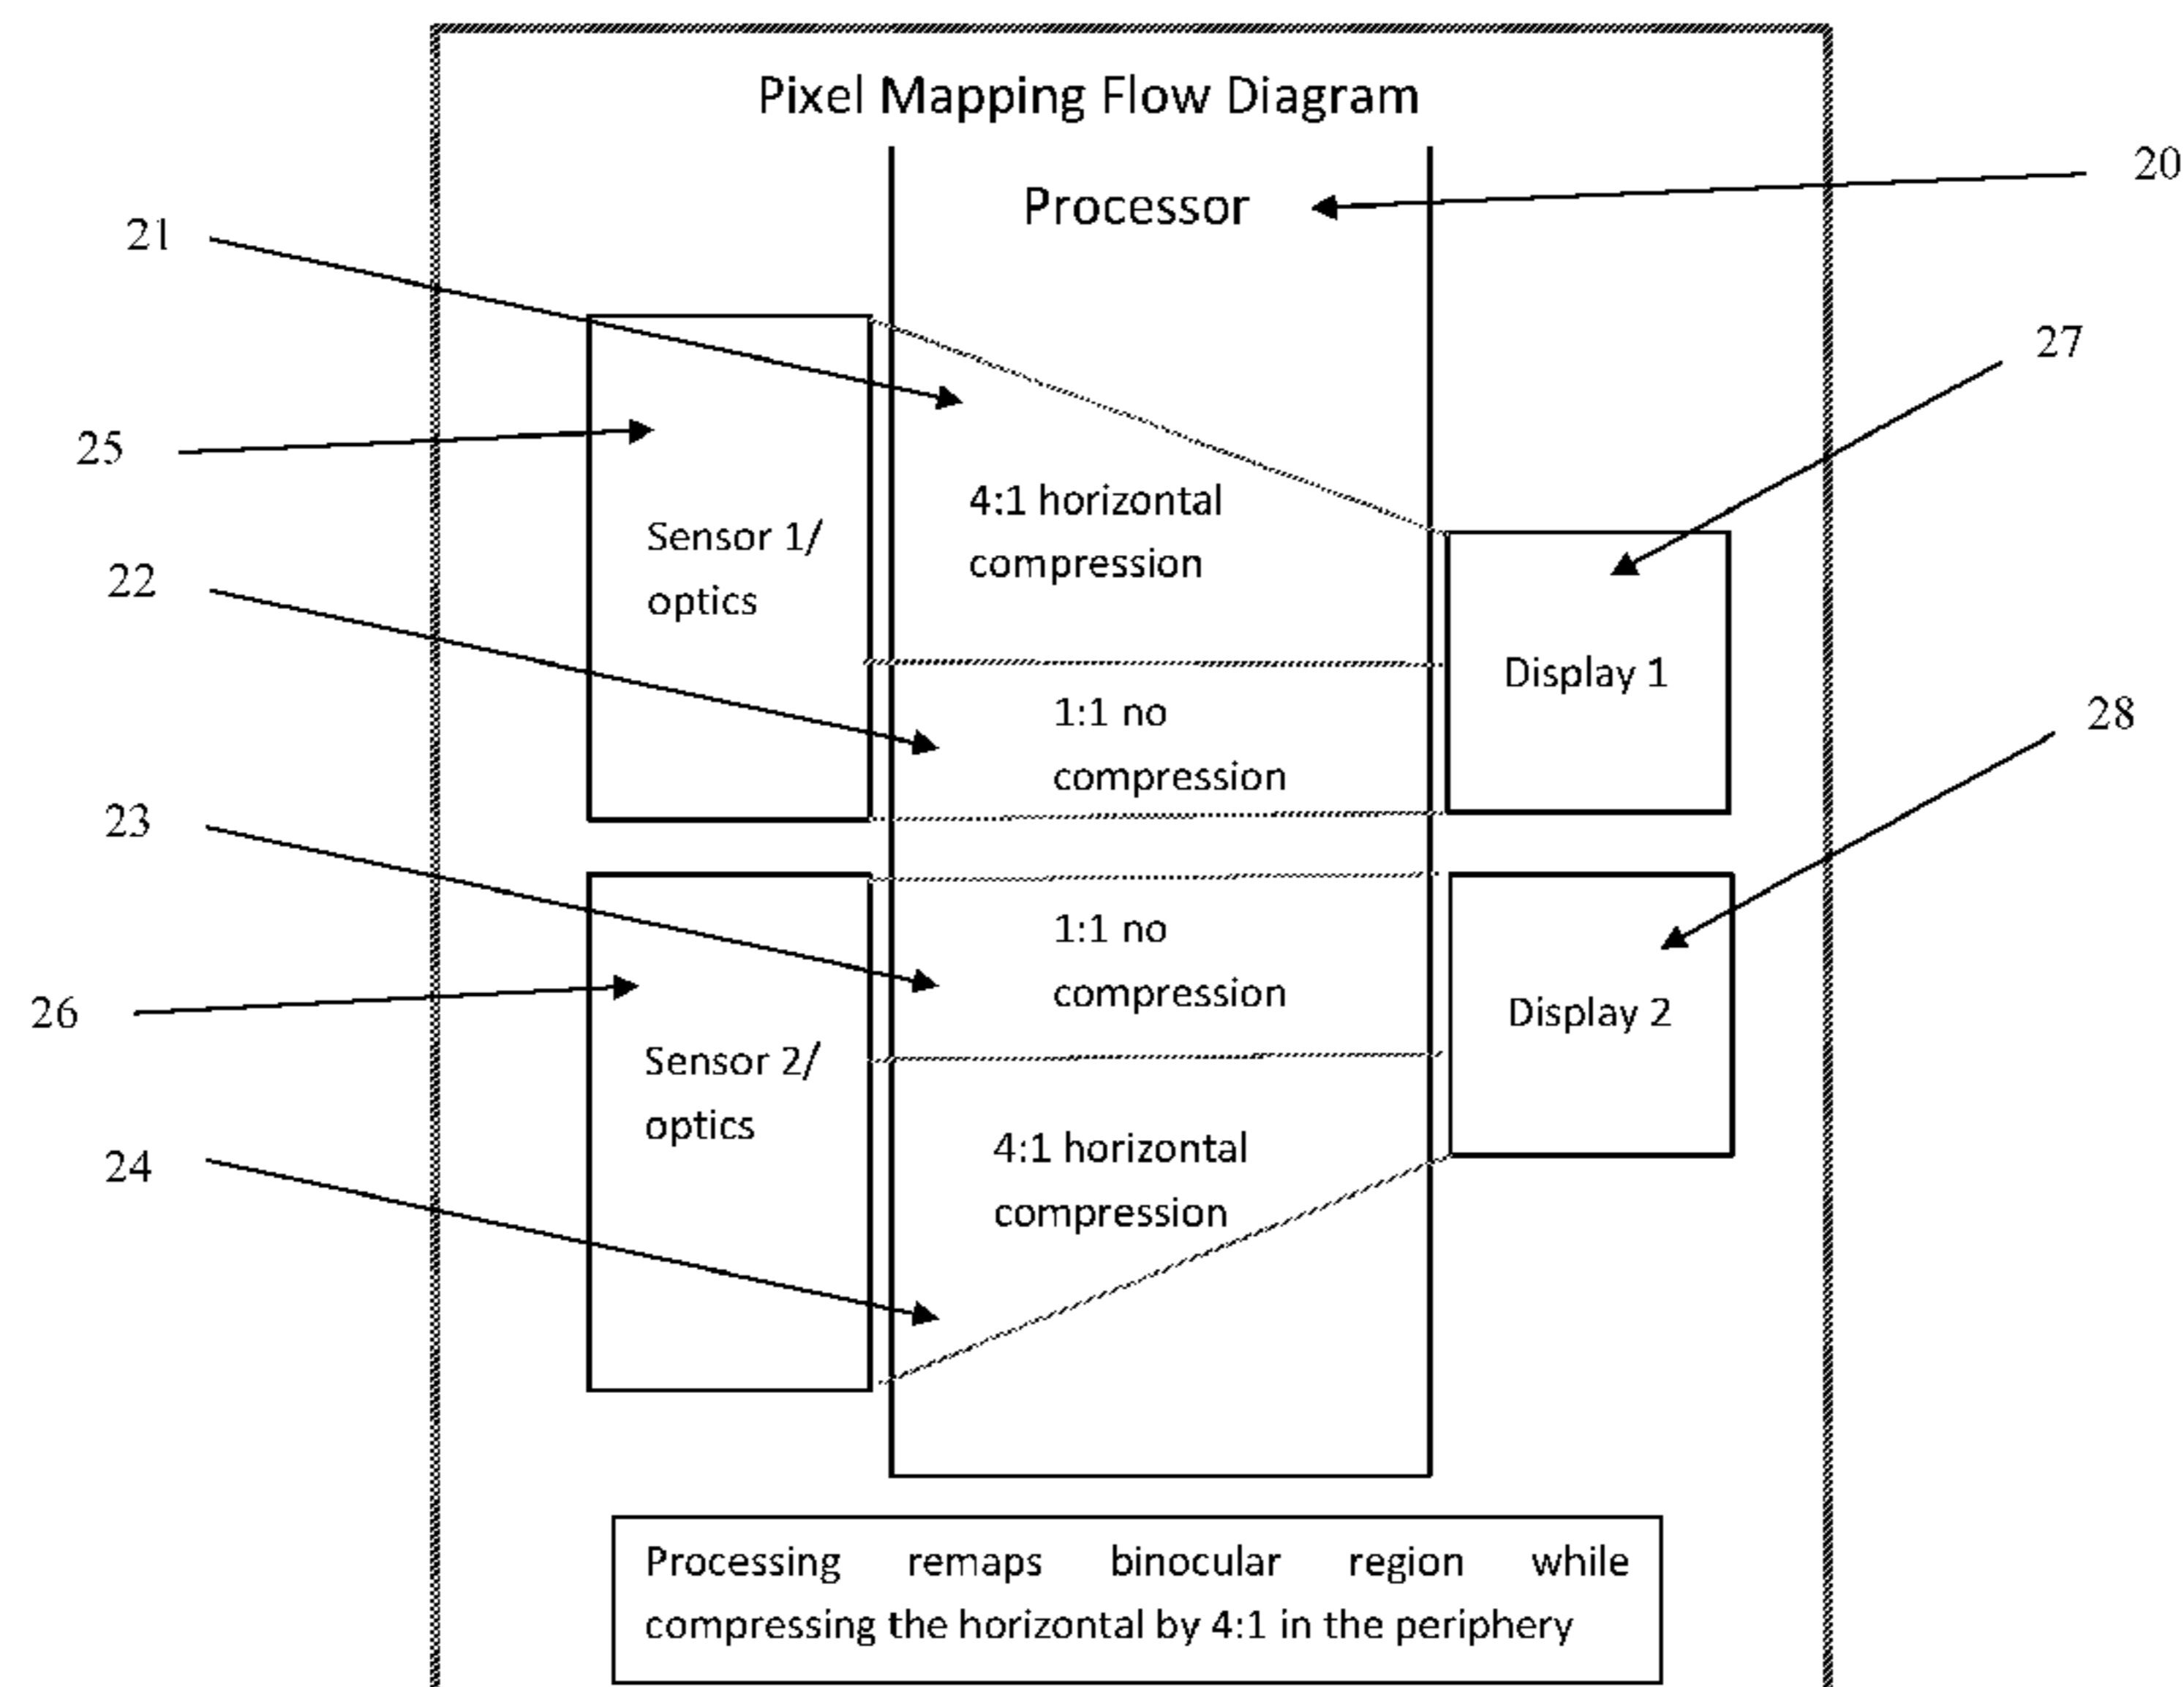 Pixel Mapping Flow Diagram
20
Processor
21
27
25
4:1 horizontal
compression
Sensor 1/
optics
22
Display 1
1:1 no
compression
28
23
1:1 no
compression
26
Display 2
Sensor 2/
optics
24
4:1 horizontal
compression
Processing remaps binocular region while
compressing the horizontal by 4:1 in the periphery